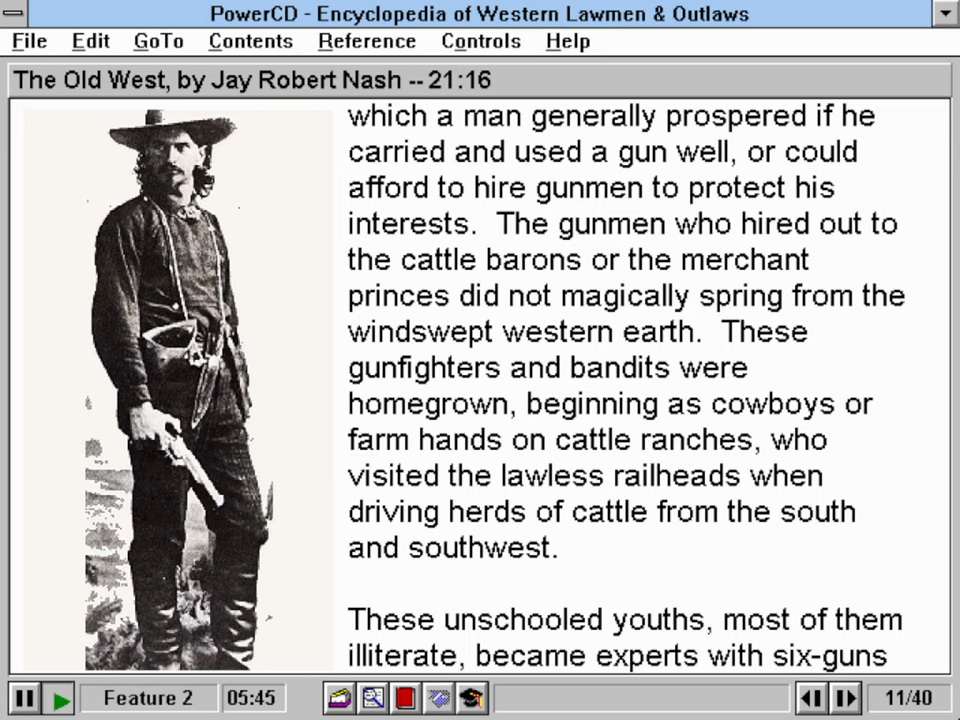 PowerCD - Encyclopedia of Western Lawmen & Outlaws
File Edit GoTo Contents Reference Controls Help
The Old West, by Jay Robert Nash -- 21:16
which a man generally prospered if he
carried and used a gun well, or could
afford to hire gunmen to protect his
interests.  The gunmen who hired out to
the cattle barons or the merchant
princes did not magically spring from the
windswept western earth.  These
gunfighters and bandits were
homegrown, beginning as cowboys or
farm hands on cattle ranches, who
visited the lawless railheads when
driving herds of cattle from the south
and southwest.
These unschooled youths, most of them
illiterate, became experts with six-guns
Feature 2 05:45 11/40